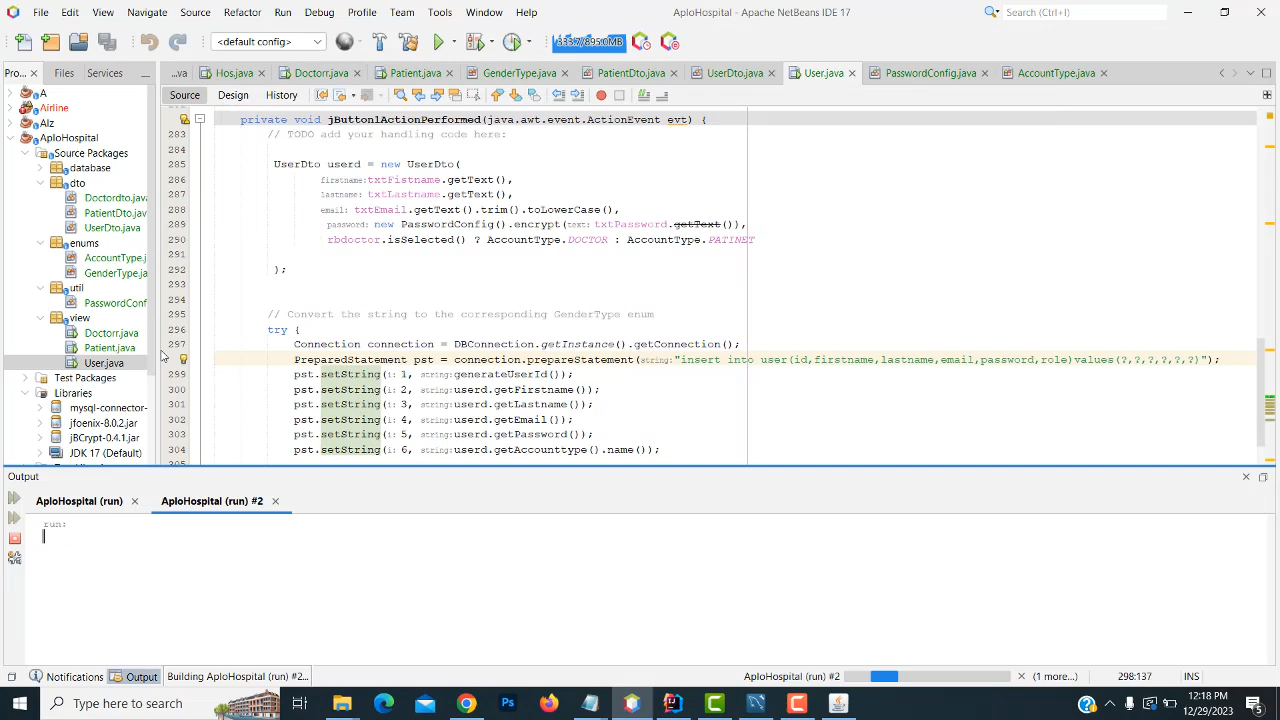 File Edit View Navigate Source Refactor Run Debug Profile Team Tools Window Help AploHospital - Apache NetBeans IDE 17 Search (Ctrl+I)
<default config> 333.7/895.0MB
Pro... Files Services ...va Hos.java Doctorr.java Patient.java GenderType.java PatientDto.java UserDto.java User.java PasswordConfig.java AccountType.java
Source Design History
A
Airline
Alz
AploHospital
Source Packages
database
dto
Doctordto.java
PatientDto.jav
UserDto.java
enums
AccountType.j
GenderType.ja
util
PasswordConf
view
Doctorr.java
Patient.java
User.java
Test Packages
Libraries
mysql-connector-
jfoenix-8.0.2.jar
jBCrypt-0.4.1.jar
JDK 17 (Default)
private void jButton1ActionPerformed(java.awt.event.ActionEvent evt) {
283 // TODO add your handling code here:
284
285 UserDto userd = new UserDto(
286 firstname: txtFistname.getText(),
287 lastname: txtLastname.getText(),
288 email: txtEmail.getText().trim().toLowerCase(),
289 password: new PasswordConfig().encrypt(text: txtPassword.getText()),
290 rbdoctor.isSelected() ? AccountType.DOCTOR : AccountType.PATINET
291
292 );
293
294
295 // Convert the string to the corresponding GenderType enum
296 try {
297 Connection connection = DBConnection.getInstance().getConnection();
PreparedStatement pst = connection.prepareStatement(string: "insert into user(id,firstname,lastname,email,password,role)values(?,?,?,?,?,?)");
299 pst.setString(i: 1, string: generateUserId());
300 pst.setString(i: 2, string: userd.getFirstname());
301 pst.setString(i: 3, string: userd.getLastname());
302 pst.setString(i: 4, string: userd.getEmail());
303 pst.setString(i: 5, string: userd.getPassword());
304 pst.setString(i: 6, string: userd.getAccounttype().name());
Output
AploHospital (run) AploHospital (run) #2
run:
Notifications Output Building AploHospital (run) #2... AploHospital (run) #2 (1 more...) 298:137 INS
Type here to search Ps 12:18 PM
12/29/2023 5